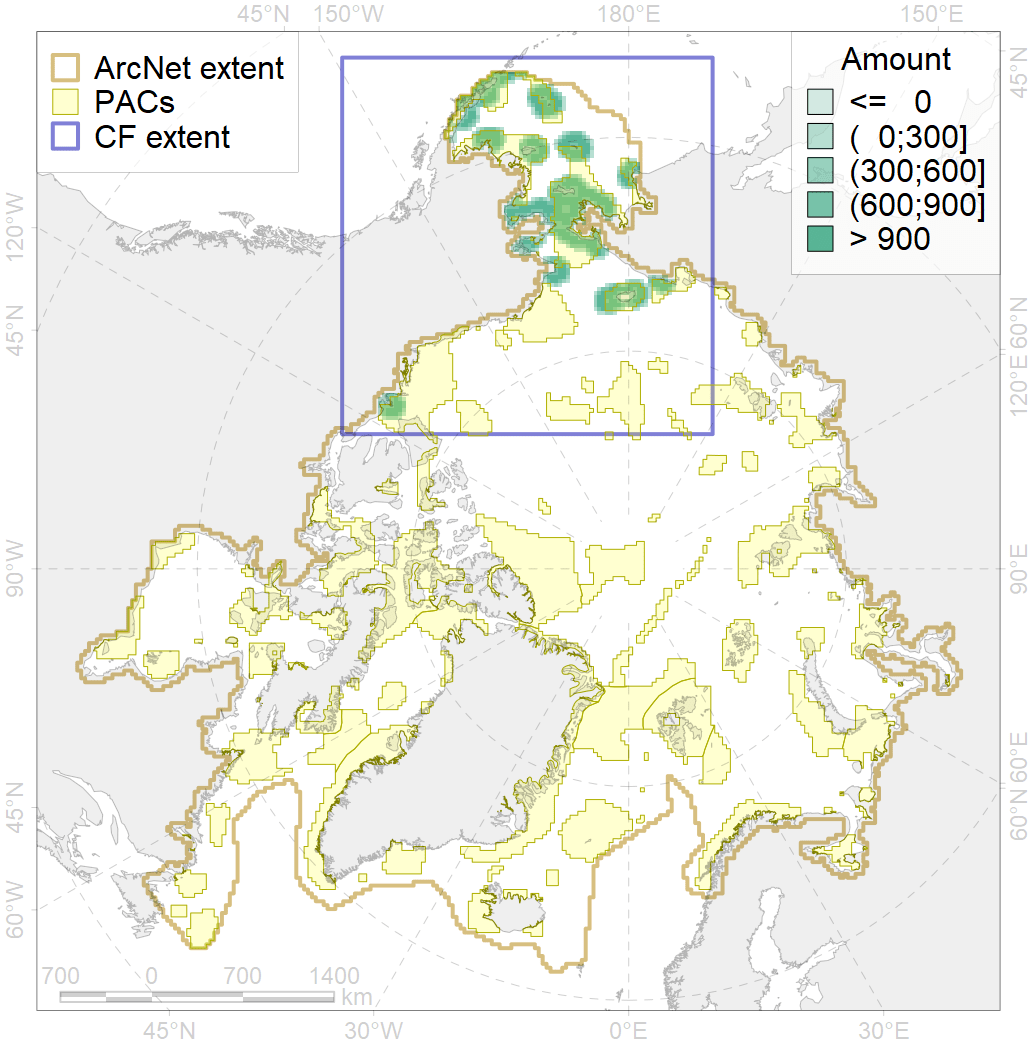 45°N 150°W 180°E 150°E
ArcNet extent
PACs
CF extent
Amount
<= 0
( 0;300]
(300;600]
(600;900]
> 900
45°N
120°W
45°N
60°N
120°E
90°W
90°E
45°N
60°W
60°E
60°N
700 0 700 1400
km
45°W 30°W 0°E 30°E